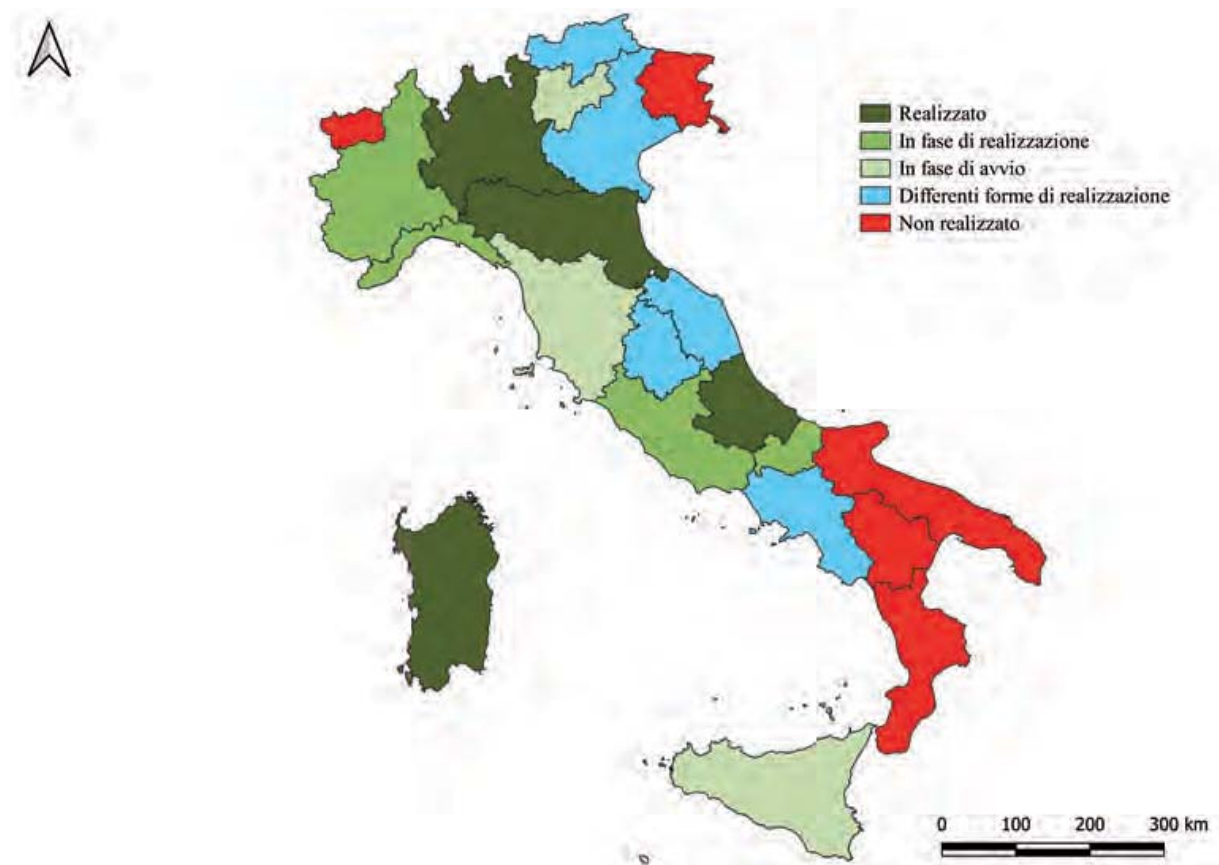 Realizzato
In fase di realizzazione
In fase di avvio
Differenti forme di realizzazione
Non realizzato
0 100 200 300 km